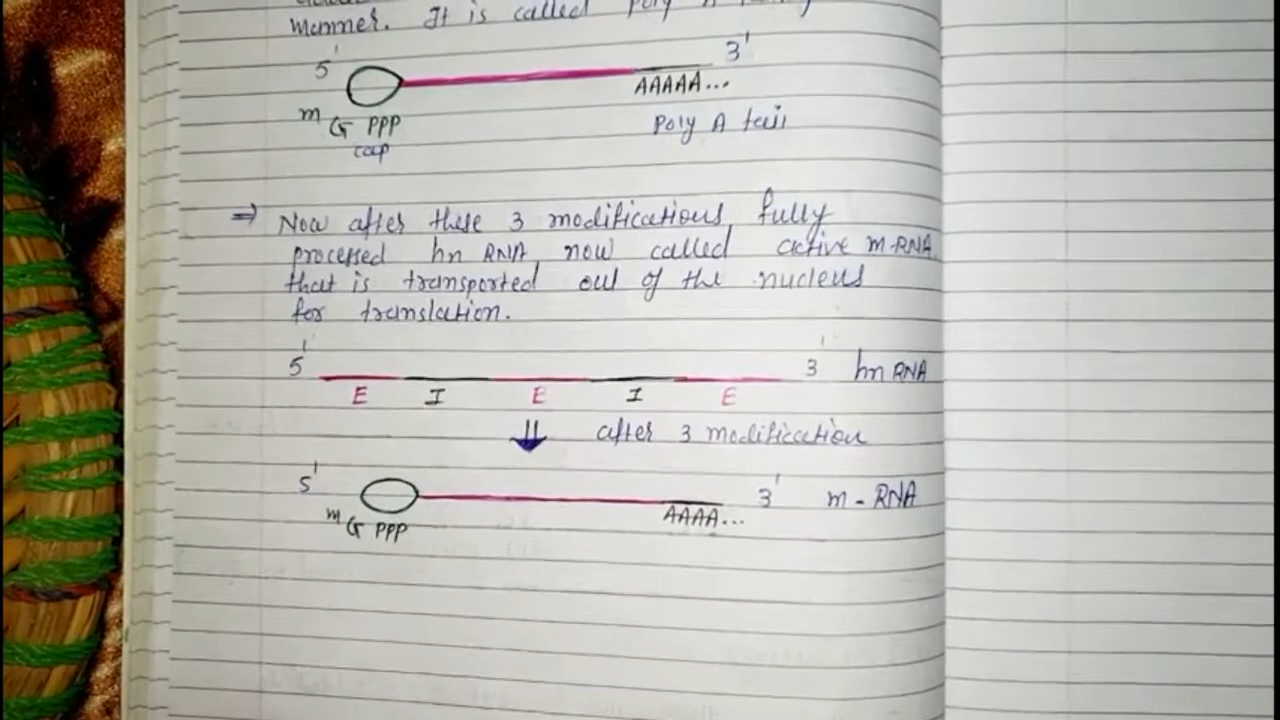 manner. It is called Poly A
5' 3'
AAAAA...
m G PPP
cap
Poly A tail
⇒ Now after these 3 modifications fully
processed hn RNA now called active m-RNA
that is transported out of the nucleus
for translation.
5' 3' hn RNA
E I E I E
after 3 modification
5' 3' m-RNA
m G PPP AAAA...